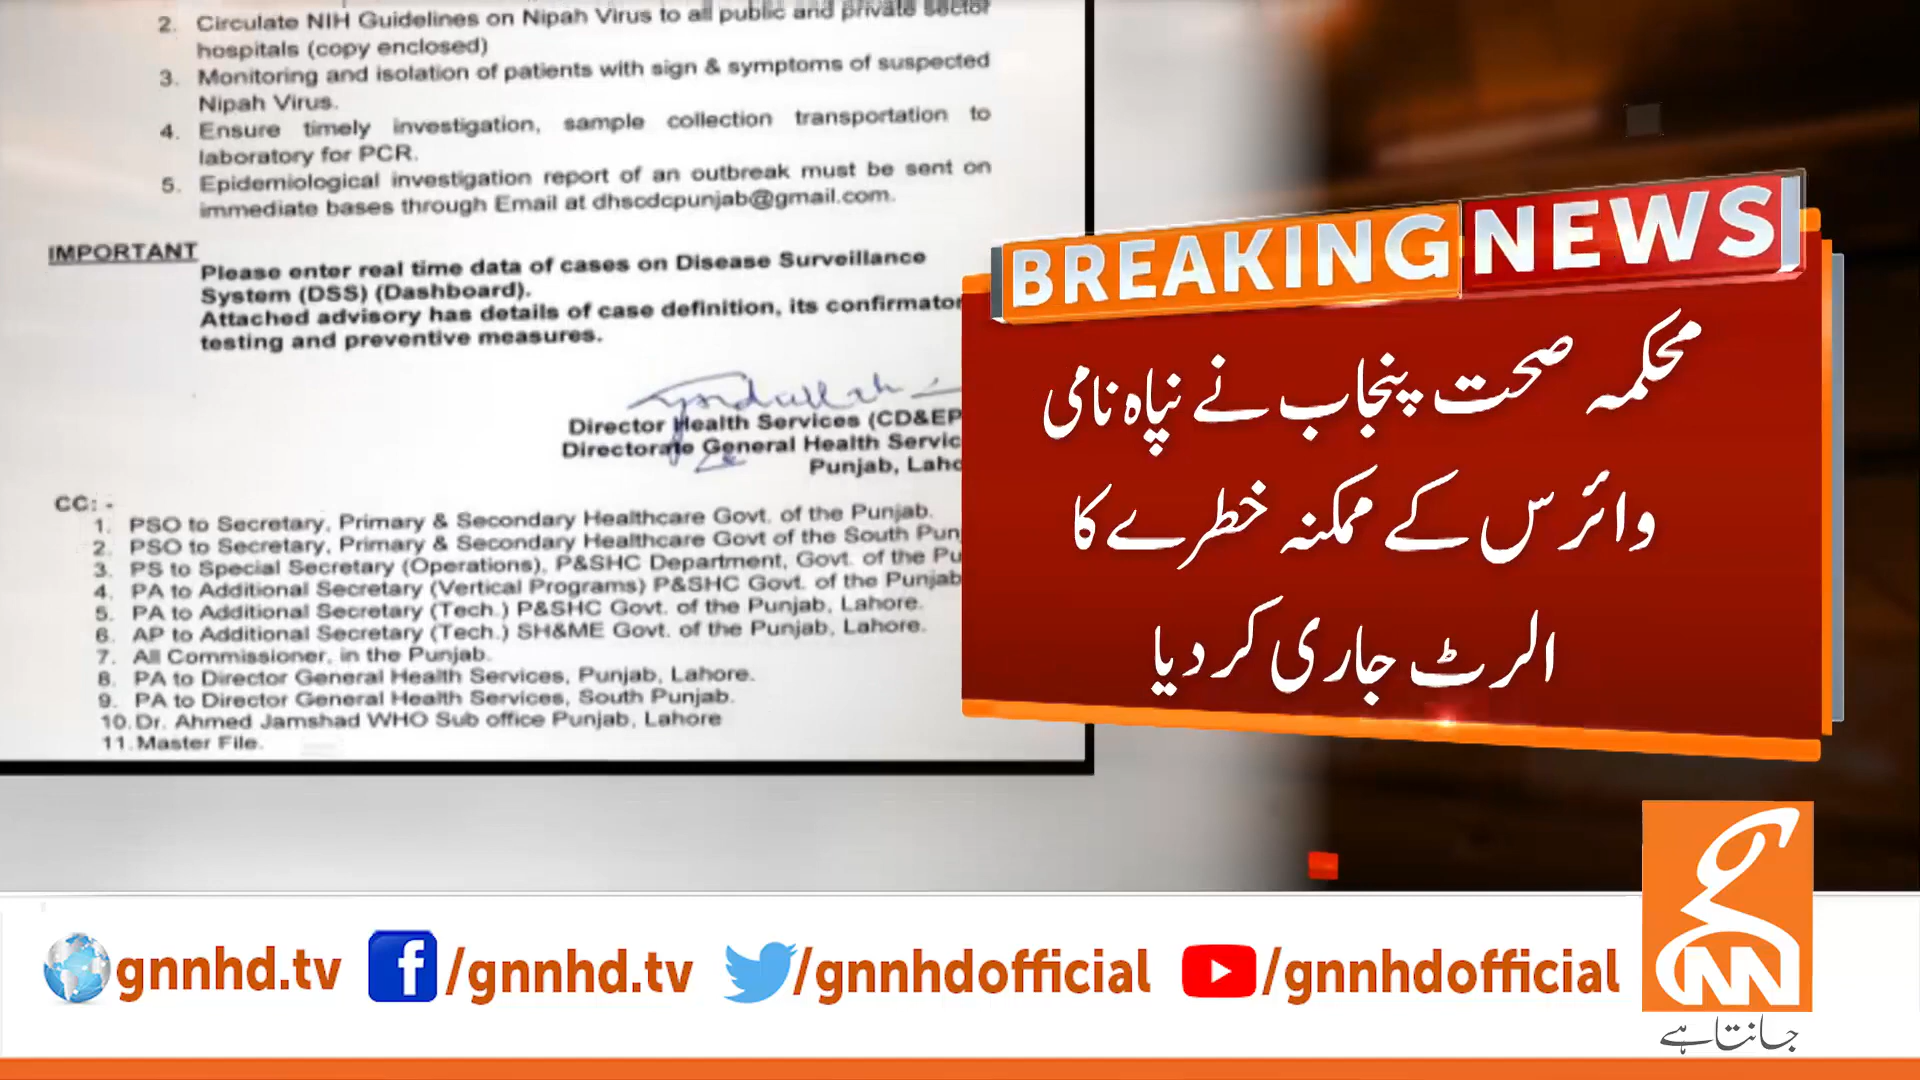 2. Circulate NIH Guidelines on Nipah Virus to all public and private sector
hospitals (copy enclosed)
3. Monitoring and isolation of patients with sign & symptoms of suspected
Nipah Virus.
4. Ensure timely investigation, sample collection transportation to
laboratory for PCR.
5. Epidemiological investigation report of an outbreak must be sent on
immediate bases through Email at dhscdcpunjab@gmail.com.
IMPORTANT
Please enter real time data of cases on Disease Surveillance
System (DSS) (Dashboard).
Attached advisory has details of case definition, its confirmator
testing and preventive measures.
Director Health Services (CD&EP
Directorate General Health Servic
Punjab, Laho
CC: -
1. PSO to Secretary, Primary & Secondary Healthcare Govt. of the Punjab.
2. PSO to Secretary, Primary & Secondary Healthcare Govt of the South Pun
3. PS to Special Secretary (Operations), P&SHC Department, Govt. of the Pu
4. PA to Additional Secretary (Vertical Programs) P&SHC Govt. of the Punjab
5. PA to Additional Secretary (Tech.) P&SHC Govt. of the Punjab, Lahore.
6. AP to Additional Secretary (Tech.) SH&ME Govt. of the Punjab, Lahore.
7. All Commissioner, in the Punjab.
8. PA to Director General Health Services, Punjab, Lahore.
9. PA to Director General Health Services, South Punjab.
10. Dr. Ahmed Jamshad WHO Sub office Punjab, Lahore
11. Master File.
BREAKING NEWS
محکمہ صحت پنجاب نے نپاہ نامی
وائرس کے ممکنہ خطرے کا
الرٹ جاری کر دیا
gnnhd.tv /gnnhd.tv /gnnhdofficial /gnnhdofficial
GNN
جانتا ہے